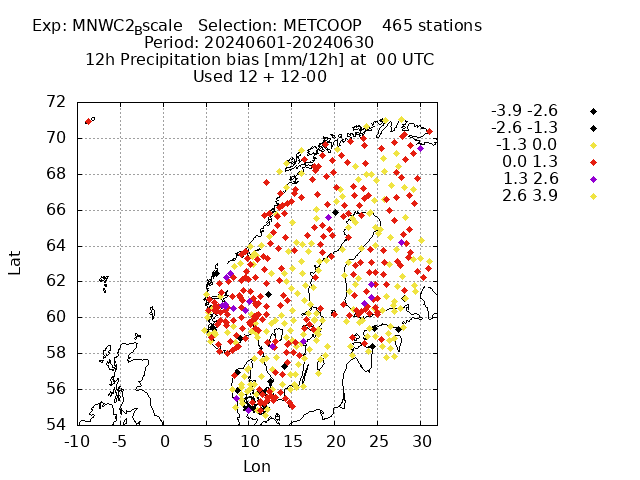 Exp: MNWC2Bscale   Selection: METCOOP    465 stations
Period: 20240601-20240630
12h Precipitation bias [mm/12h] at  00 UTC
Used 12 + 12-00
-3.9 -2.6
-2.6 -1.3
-1.3 0.0
0.0 1.3
1.3 2.6
2.6 3.9
72
70
68
66
64
62
60
58
56
54
Lat
-10 -5 0 5 10 15 20 25 30
Lon